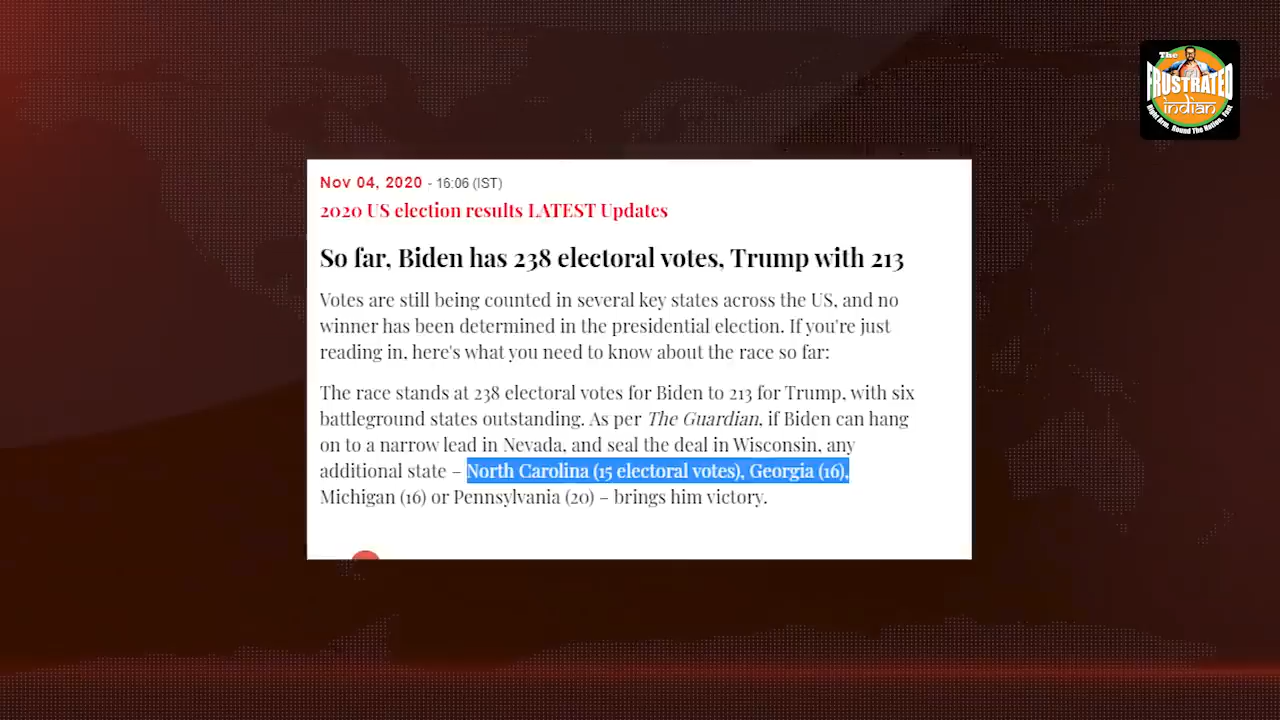 The
FRUSTRATED
indian
Right Arm. Round The Nation. Fast
Nov 04, 2020 - 16:06 (IST)
2020 US election results LATEST Updates
So far, Biden has 238 electoral votes, Trump with 213
Votes are still being counted in several key states across the US, and no
winner has been determined in the presidential election. If you're just
reading in, here's what you need to know about the race so far:
The race stands at 238 electoral votes for Biden to 213 for Trump, with six
battleground states outstanding. As per The Guardian, if Biden can hang
on to a narrow lead in Nevada, and seal the deal in Wisconsin, any
additional state – North Carolina (15 electoral votes), Georgia (16),
Michigan (16) or Pennsylvania (20) – brings him victory.